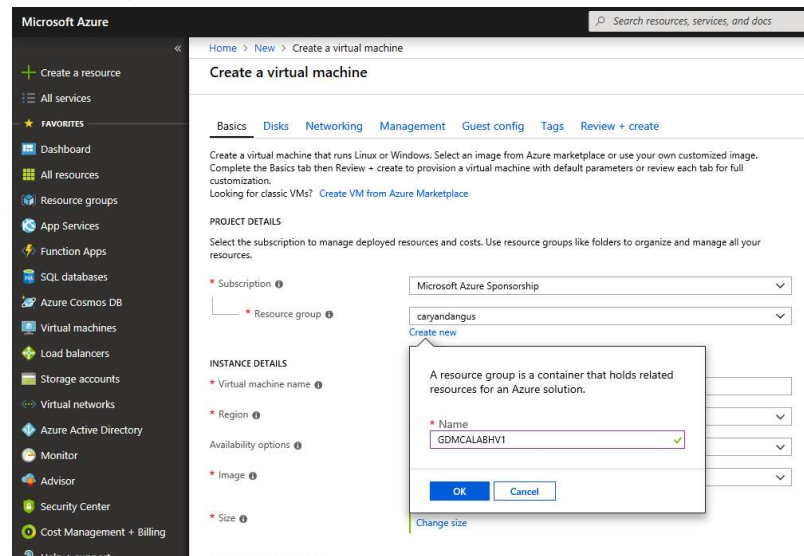 Microsoft Azure
Search resources, services, and docs
«
Create a resource
All services
FAVORITES
Dashboard
All resources
Resource groups
App Services
Function Apps
SQL databases
Azure Cosmos DB
Virtual machines
Load balancers
Storage accounts
Virtual networks
Azure Active Directory
Monitor
Advisor
Security Center
Cost Management + Billing
Help + support
Home > New > Create a virtual machine
Create a virtual machine
Basics Disks Networking Management Guest config Tags Review + create
Create a virtual machine that runs Linux or Windows. Select an image from Azure marketplace or use your own customized image.
Complete the Basics tab then Review + create to provision a virtual machine with default parameters or review each tab for full
customization.
Looking for classic VMs? Create VM from Azure Marketplace
PROJECT DETAILS
Select the subscription to manage deployed resources and costs. Use resource groups like folders to organize and manage all your
resources.
* Subscription
Microsoft Azure Sponsorship
* Resource group
caryandangus
Create new
A resource group is a container that holds related
resources for an Azure solution.
* Name
GDMCALABHV1
OK Cancel
INSTANCE DETAILS
* Virtual machine name
* Region
Availability options
* Image
* Size
Change size